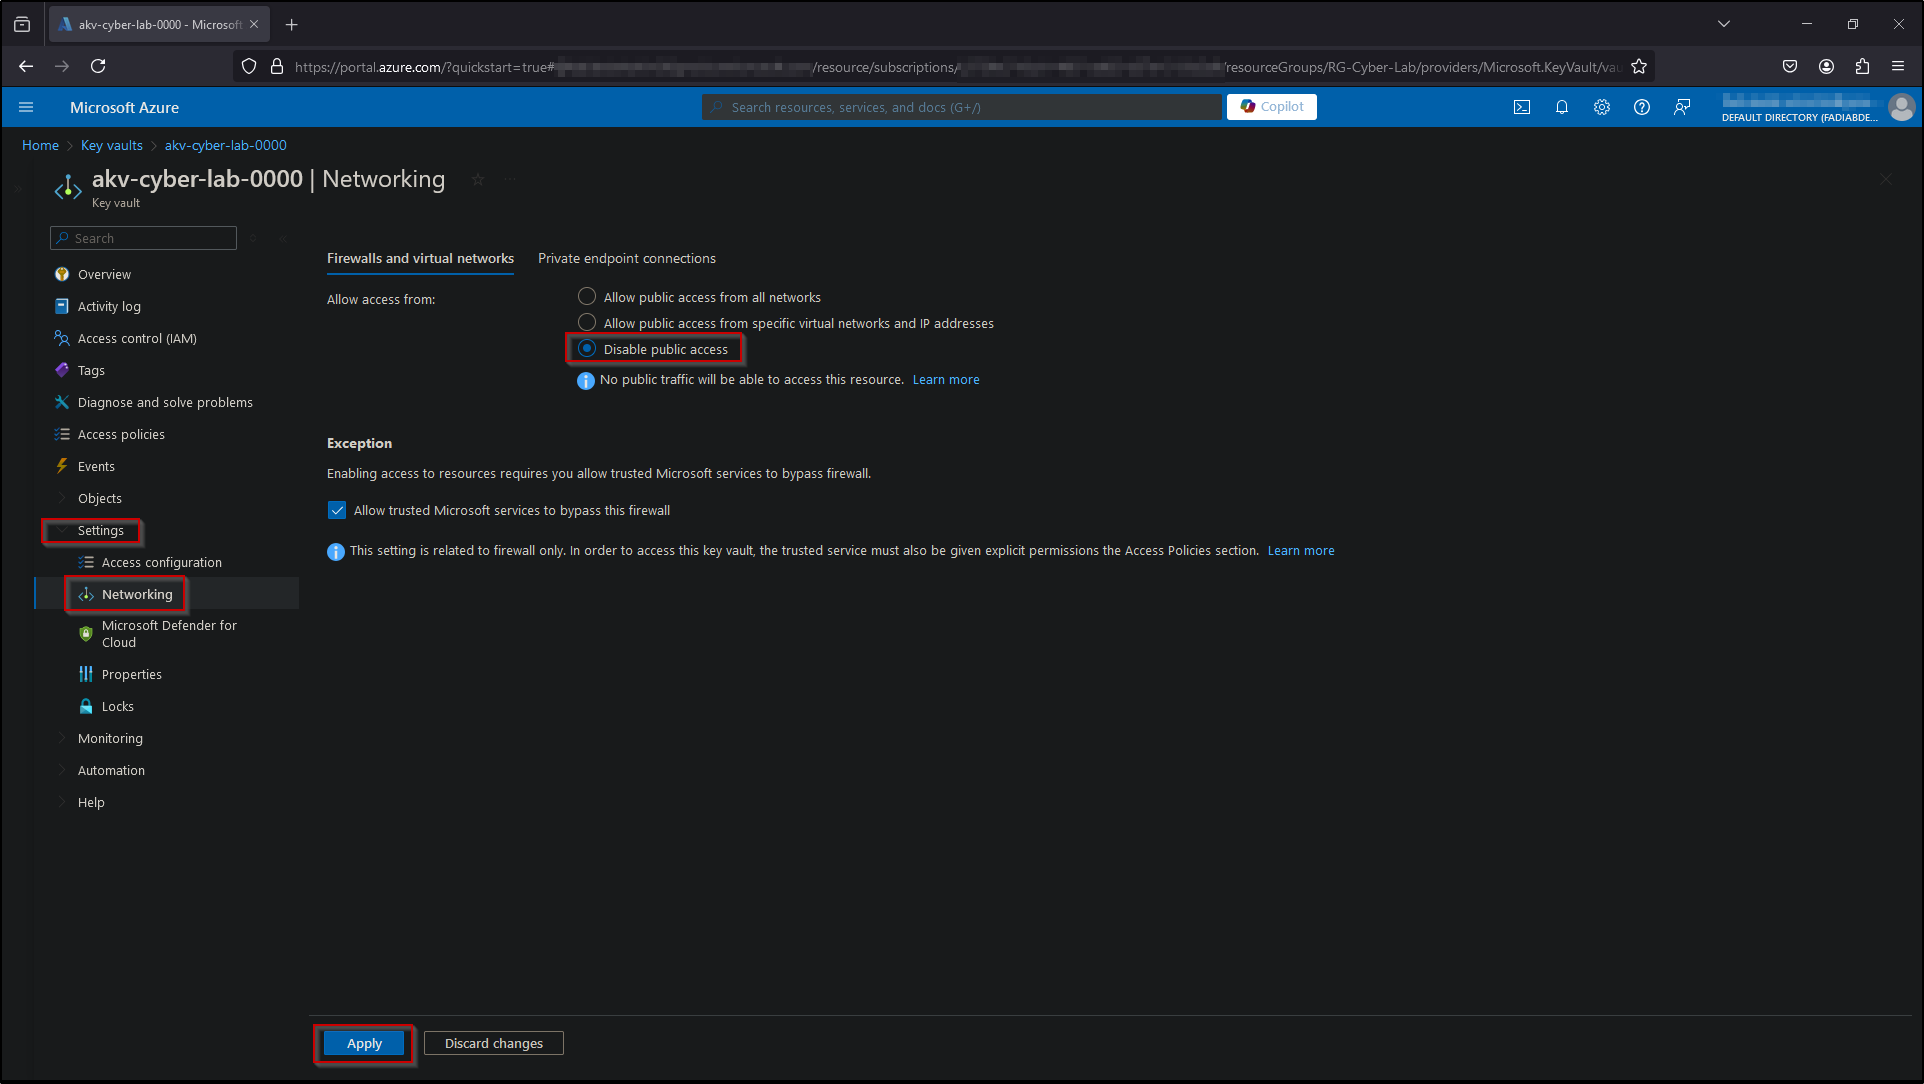 akv-cyber-lab-0000 - Microsoft
https://portal.azure.com/?quickstart=true# /resource/subscriptions/ /resourceGroups/RG-Cyber-Lab/providers/Microsoft.KeyVault/vau
Microsoft Azure
Search resources, services, and docs (G+/)
Copilot
DEFAULT DIRECTORY (FADIABDE...
Home > Key vaults > akv-cyber-lab-0000
akv-cyber-lab-0000 | Networking
Key vault
Search
Overview
Activity log
Access control (IAM)
Tags
Diagnose and solve problems
Access policies
Events
Objects
Settings
Access configuration
Networking
Microsoft Defender for
Cloud
Properties
Locks
Monitoring
Automation
Help
Firewalls and virtual networks
Private endpoint connections
Allow access from:
Allow public access from all networks
Allow public access from specific virtual networks and IP addresses
Disable public access
No public traffic will be able to access this resource. Learn more
Exception
Enabling access to resources requires you allow trusted Microsoft services to bypass firewall.
Allow trusted Microsoft services to bypass this firewall
This setting is related to firewall only. In order to access this key vault, the trusted service must also be given explicit permissions the Access Policies section. Learn more
Apply
Discard changes